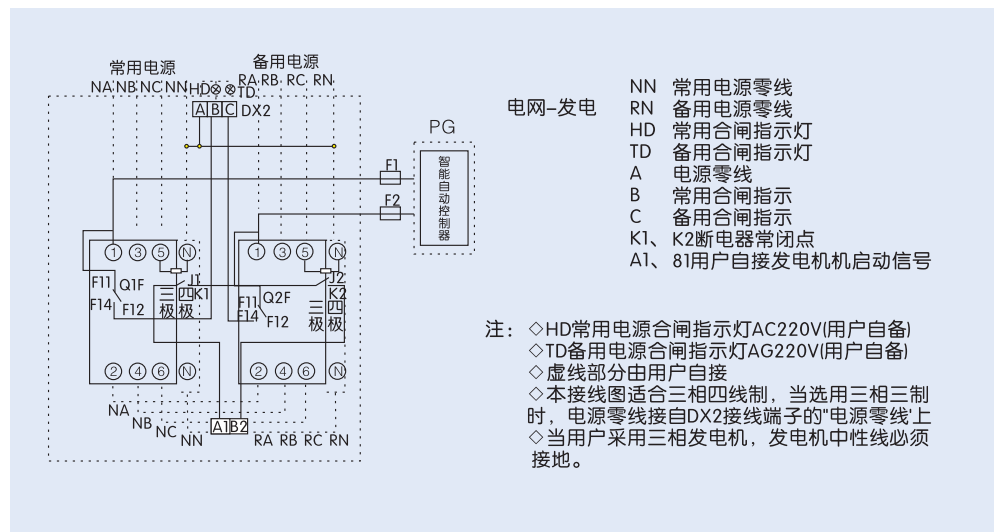 常用电源
备用电源
NA NB NC NN HD TD RA RB RC RN
A B C DX2
PG
F1
F2
智能自动控制器
1 3 5 N
1 3 5 N
F11 Q1F
F14 F12
J1
K1
三极 四极
F11 Q2F
F14 F12
J2
K2
三极 四极
2 4 6 N
2 4 6 N
NA
NB
NC
NN
A1 B2
RA RB RC RN
电网-发电
NN 常用电源零线
RN 备用电源零线
HD 常用合闸指示灯
TD 备用合闸指示灯
A 电源零线
B 常用合闸指示
C 备用合闸指示
K1、 K2断电器常闭点
A1、 81用户自接发电机机启动信号
注：◇HD常用电源合闸指示灯AC220V(用户自备)
◇TD备用电源合闸指示灯AG220V(用户自备)
◇虚线部分由用户自接
◇本接线图适合三相四线制，当选用三相三制
时，电源零线接自DX2接线端子的"电源零线'上
◇当用户采用三相发电机，发电机中性线必须
接地。